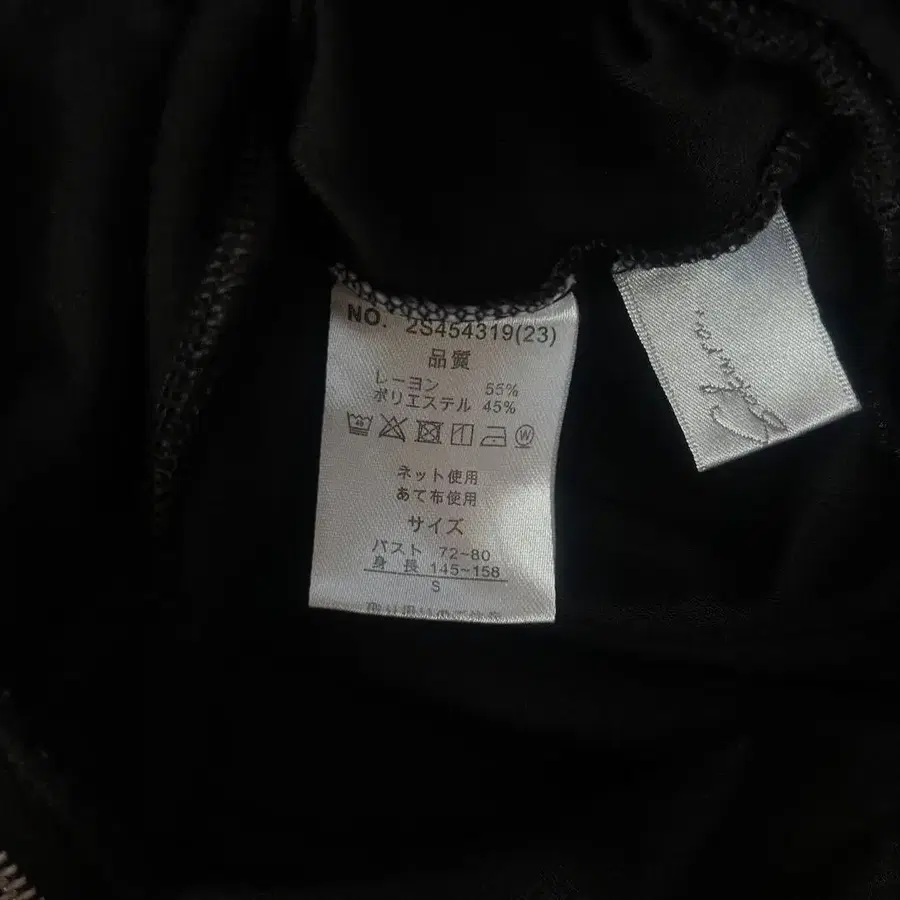 NO. 2S454319(23)
品質
レーヨン 55%
ポリエステル 45%
40
W
ネット使用
あて布使用
サイズ
バスト 72~80
身長 145~158
S